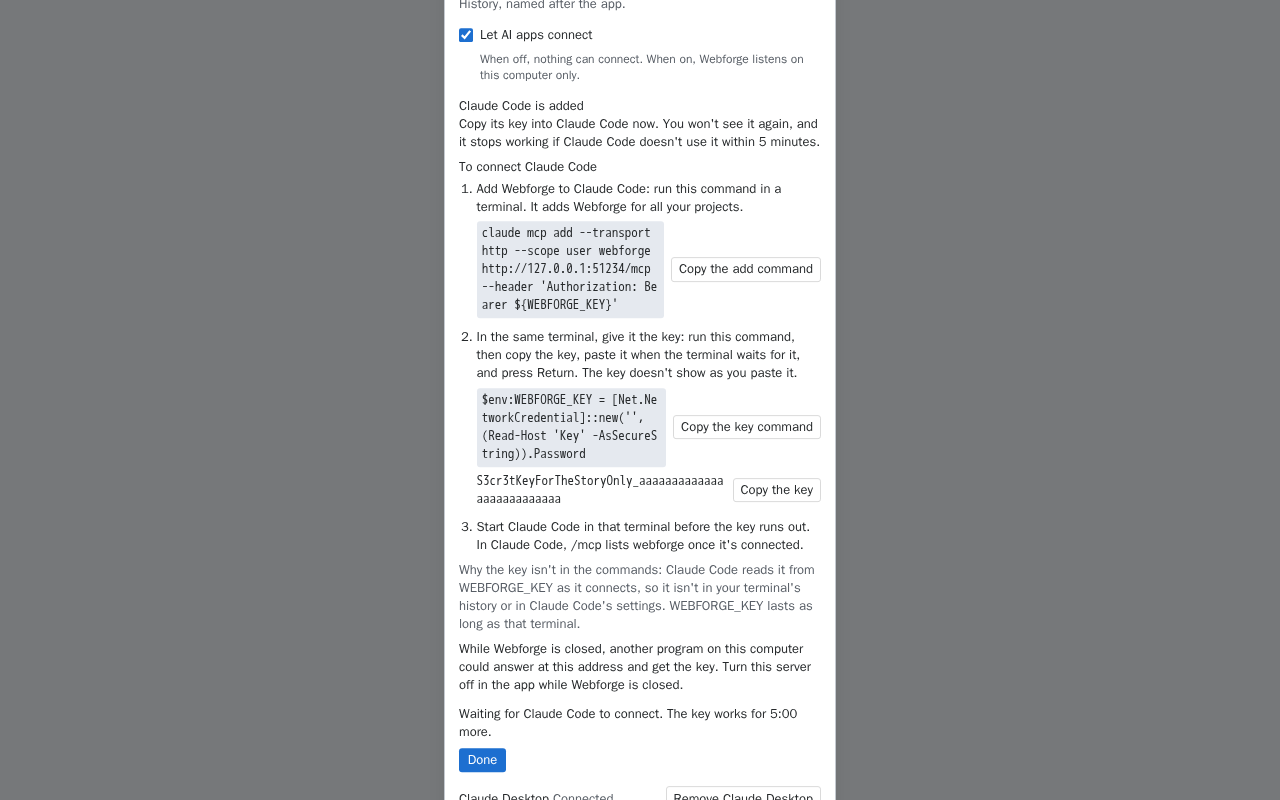 History, named after the app.
Let AI apps connect
When off, nothing can connect. When on, Webforge listens on
this computer only.
Claude Code is added
Copy its key into Claude Code now. You won't see it again, and
it stops working if Claude Code doesn't use it within 5 minutes.
To connect Claude Code
1. Add Webforge to Claude Code: run this command in a
terminal. It adds Webforge for all your projects.
claude mcp add --transport
http --scope user webforge
http://127.0.0.1:51234/mcp
--header 'Authorization: Be
arer ${WEBFORGE_KEY}'
Copy the add command
2. In the same terminal, give it the key: run this command,
then copy the key, paste it when the terminal waits for it,
and press Return. The key doesn't show as you paste it.
$env:WEBFORGE_KEY = [Net.Ne
tworkCredential]::new('',
(Read-Host 'Key' -AsSecureS
tring)).Password
Copy the key command
S3cr3tKeyForTheStoryOnly_aaaaaaaaaaaaa
aaaaaaaaaaaaa
Copy the key
3. Start Claude Code in that terminal before the key runs out.
In Claude Code, /mcp lists webforge once it's connected.
Why the key isn't in the commands: Claude Code reads it from
WEBFORGE_KEY as it connects, so it isn't in your terminal's
history or in Claude Code's settings. WEBFORGE_KEY lasts as
long as that terminal.
While Webforge is closed, another program on this computer
could answer at this address and get the key. Turn this server
off in the app while Webforge is closed.
Waiting for Claude Code to connect. The key works for 5:00
more.
Done
Claude Desktop Connected
Remove Claude Desktop